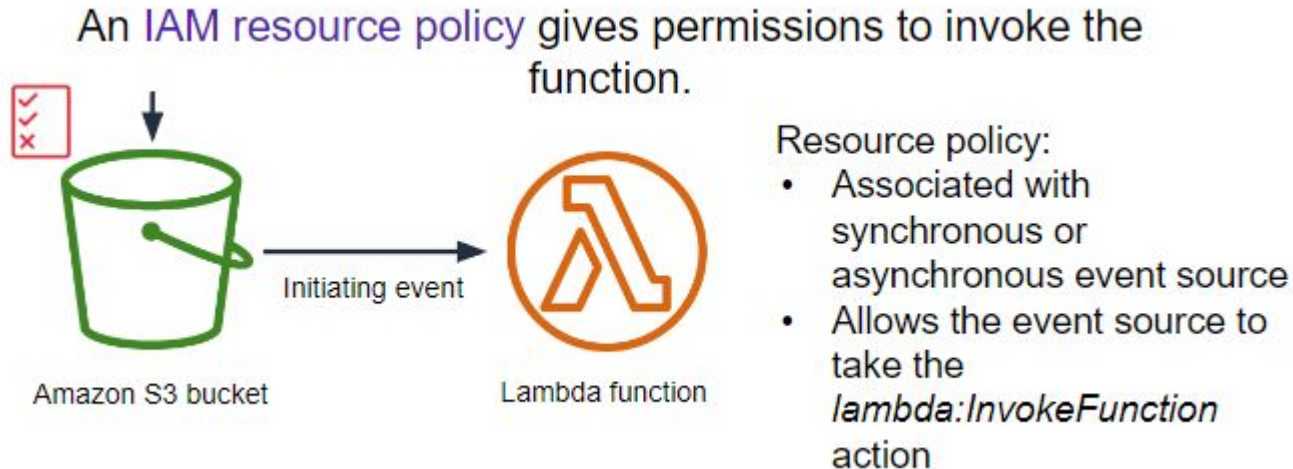 An IAM resource policy gives permissions to invoke the
function.
Initiating event
Amazon S3 bucket
Lambda function
Resource policy:
• Associated with
synchronous or
asynchronous event source
• Allows the event source to
take the
lambda:InvokeFunction
action